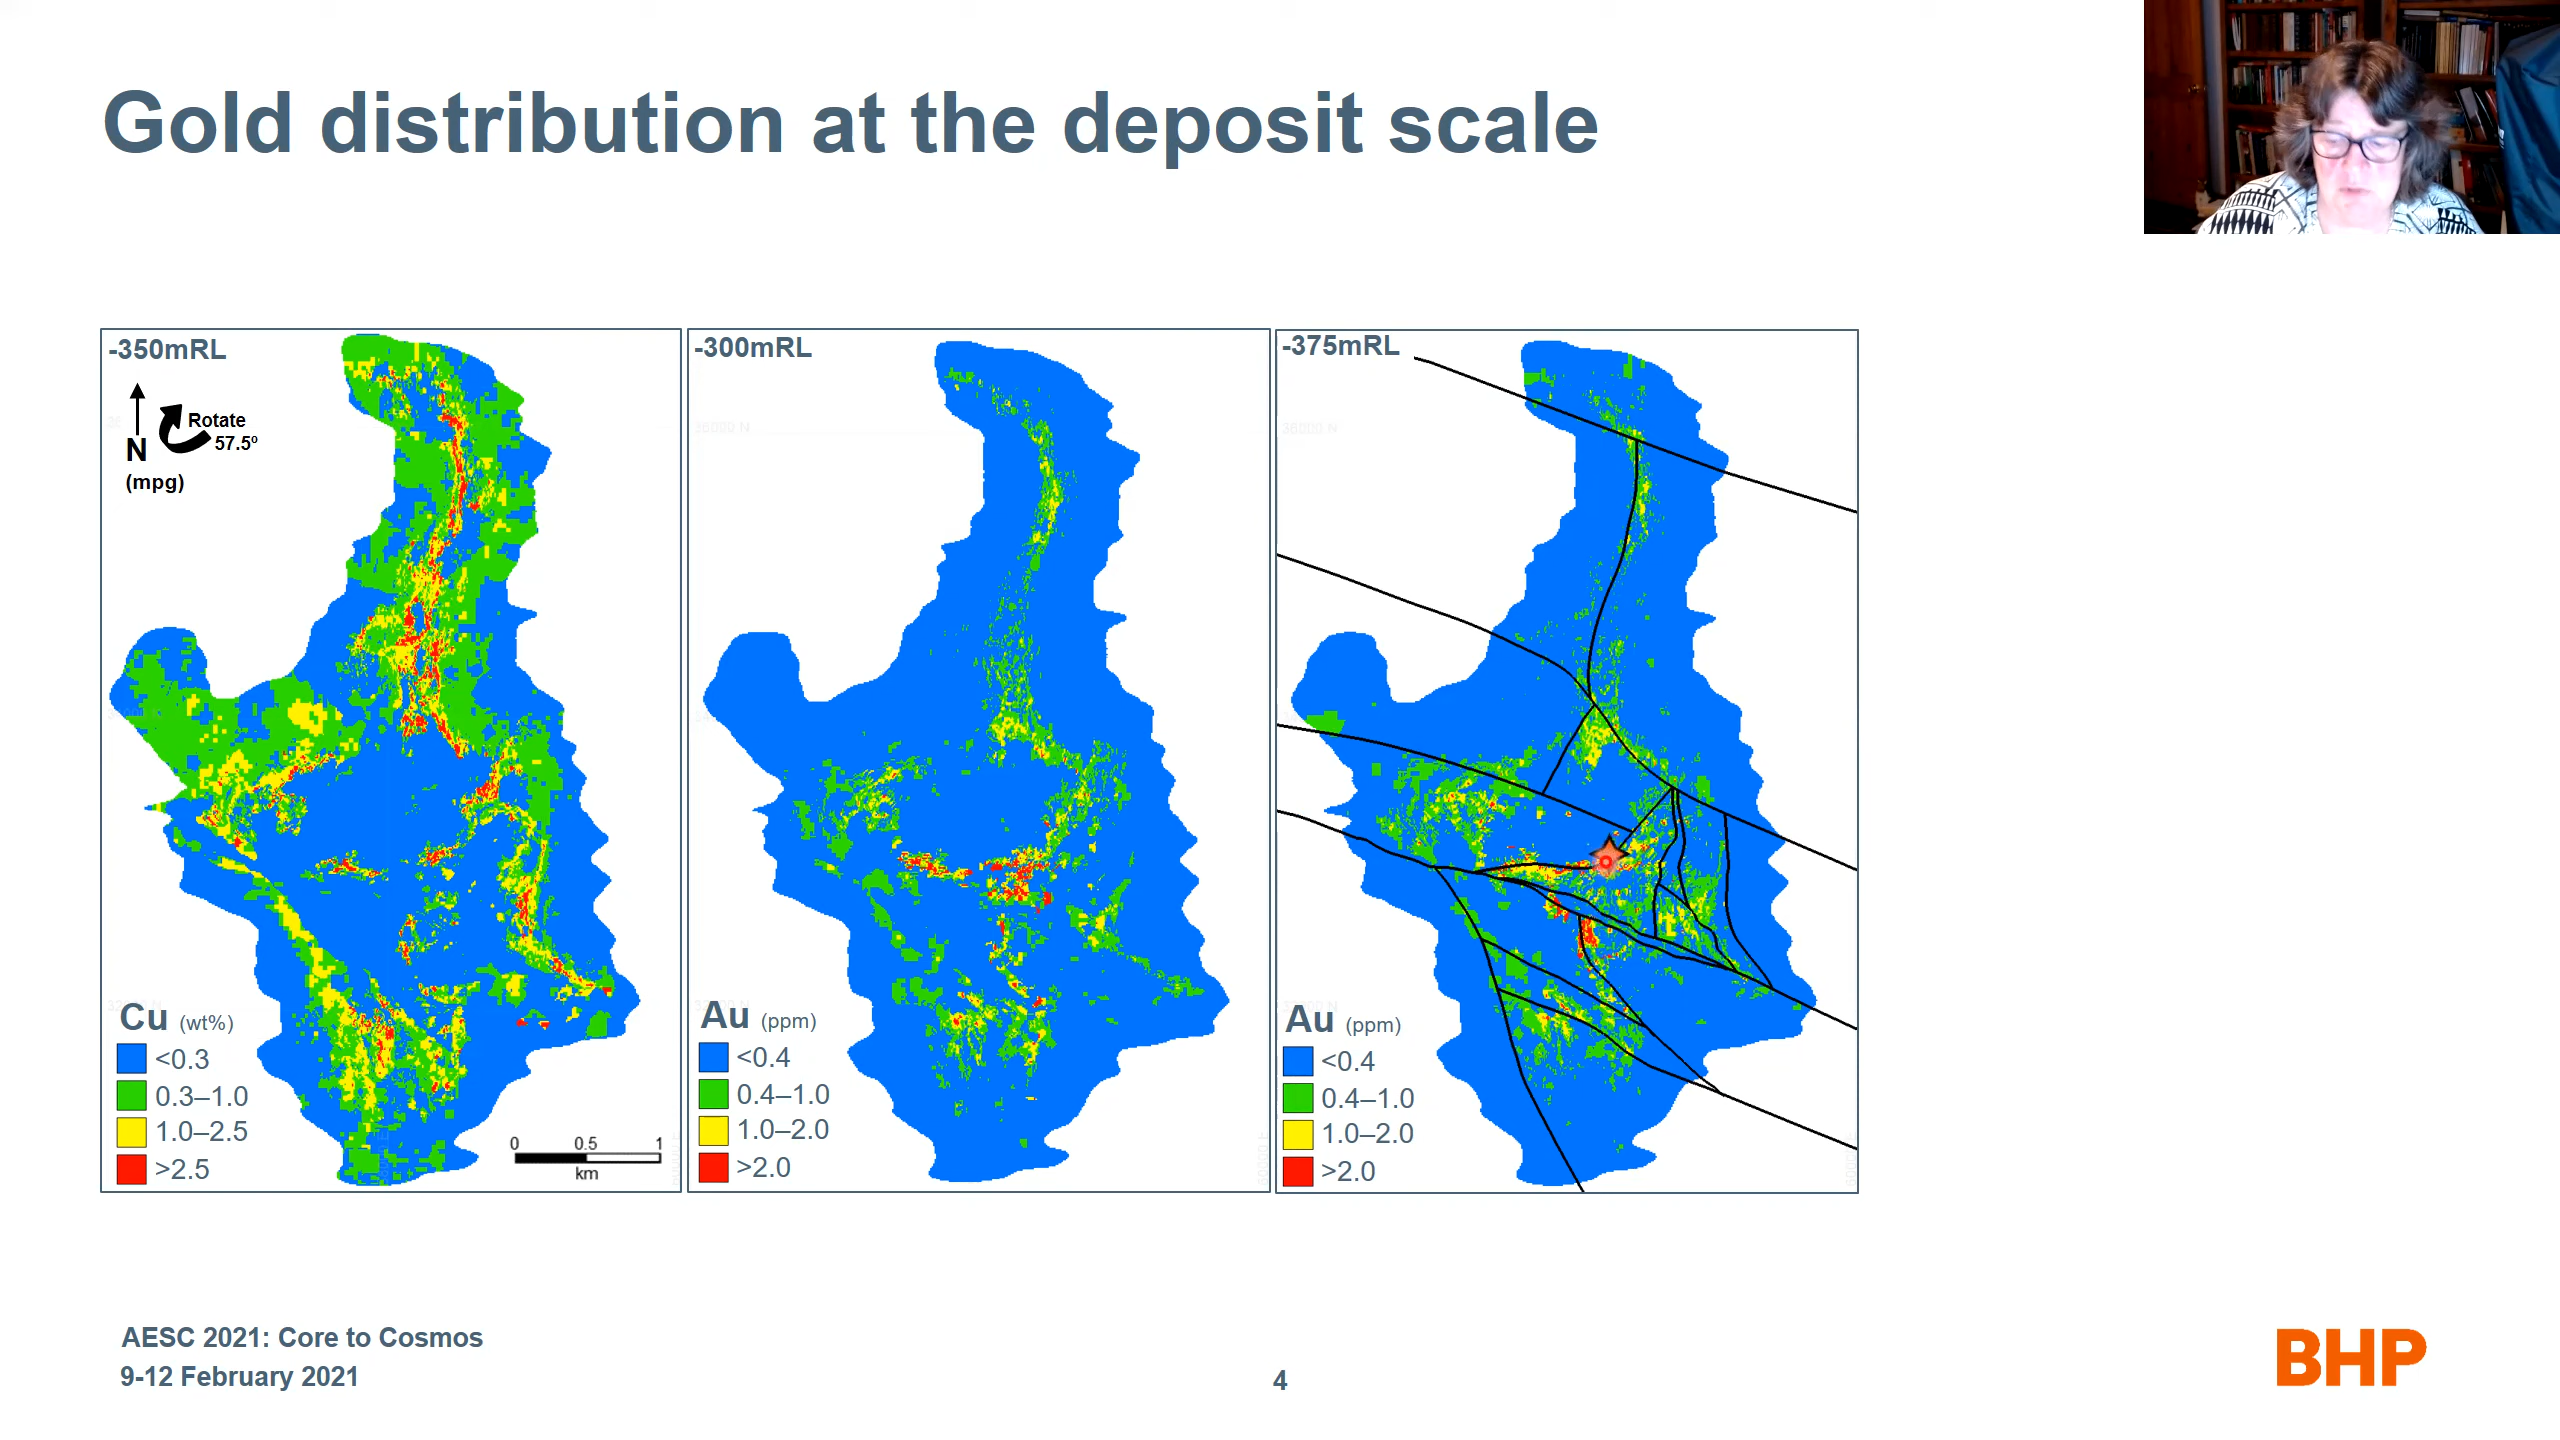 Gold distribution at the deposit scale
-350mRL
N
(mpg)
Rotate
57.5º
Cu (wt%)
<0.3
0.3–1.0
1.0–2.5
>2.5
0 0.5 1
km
-300mRL
36000 N
Au (ppm)
<0.4
0.4–1.0
1.0–2.0
>2.0
-375mRL
36000 N
Au (ppm)
<0.4
0.4–1.0
1.0–2.0
>2.0
AESC 2021: Core to Cosmos
9-12 February 2021
4
BHP